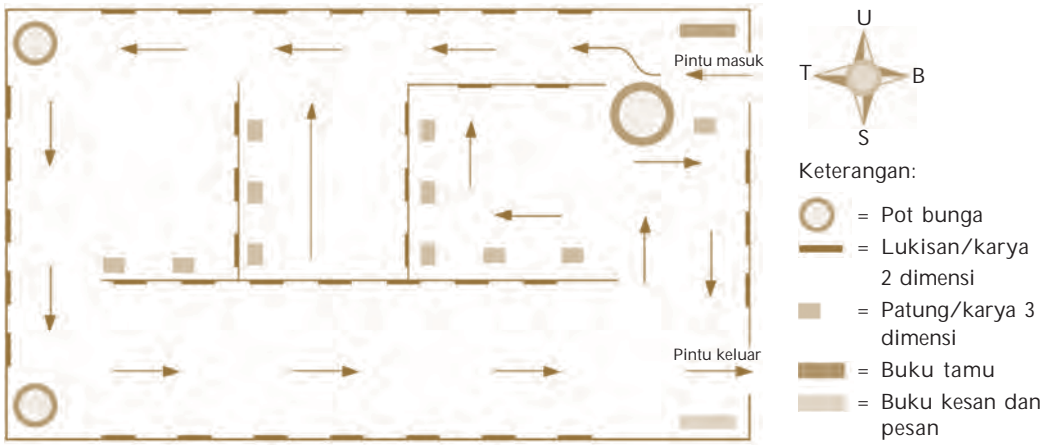 Pintu masuk
Pintu keluar
U
T B
S
Keterangan:
= Pot bunga
= Lukisan/karya
2 dimensi
= Patung/karya 3
dimensi
= Buku tamu
= Buku kesan dan
pesan